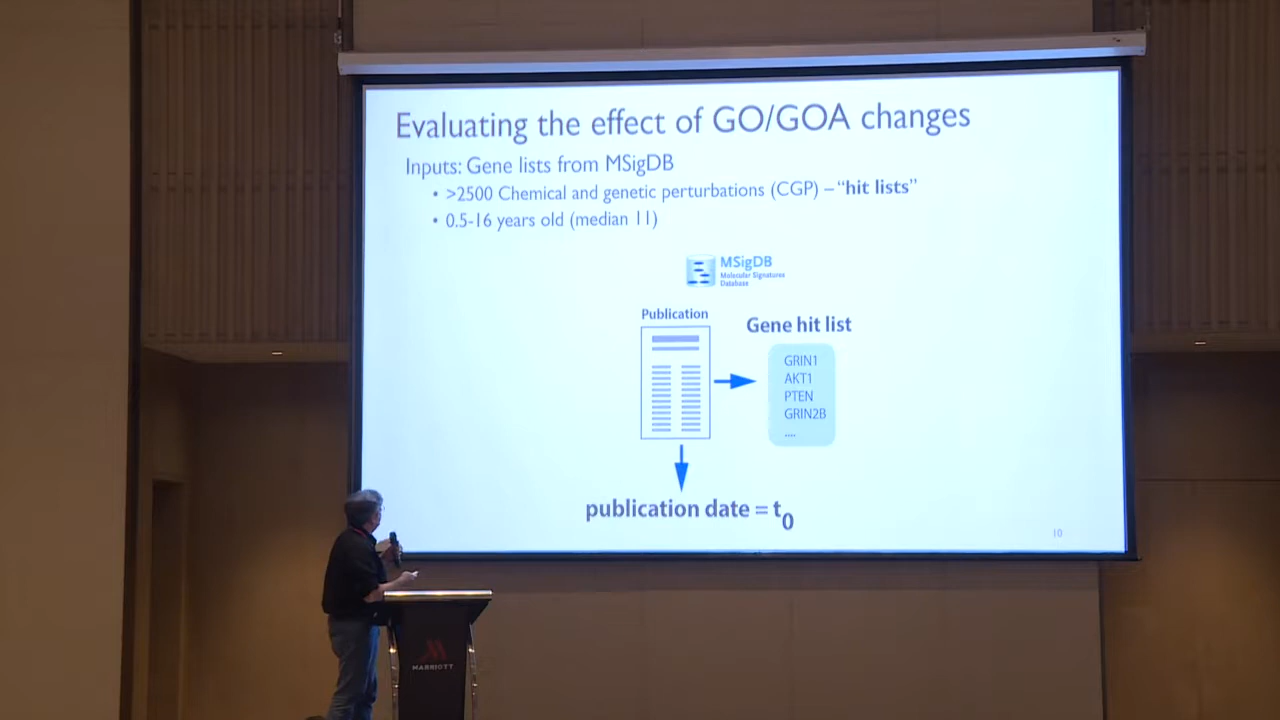 Evaluating the effect of GO/GOA changes
Inputs: Gene lists from MSigDB
• >2500 Chemical and genetic perturbations (CGP) – “hit lists”
• 0.5-16 years old (median 11)
MSigDB
Molecular Signatures
Database
Publication
Gene hit list
GRIN1
AKT1
PTEN
GRIN2B
....
publication date = t0
10
MARRIOTT